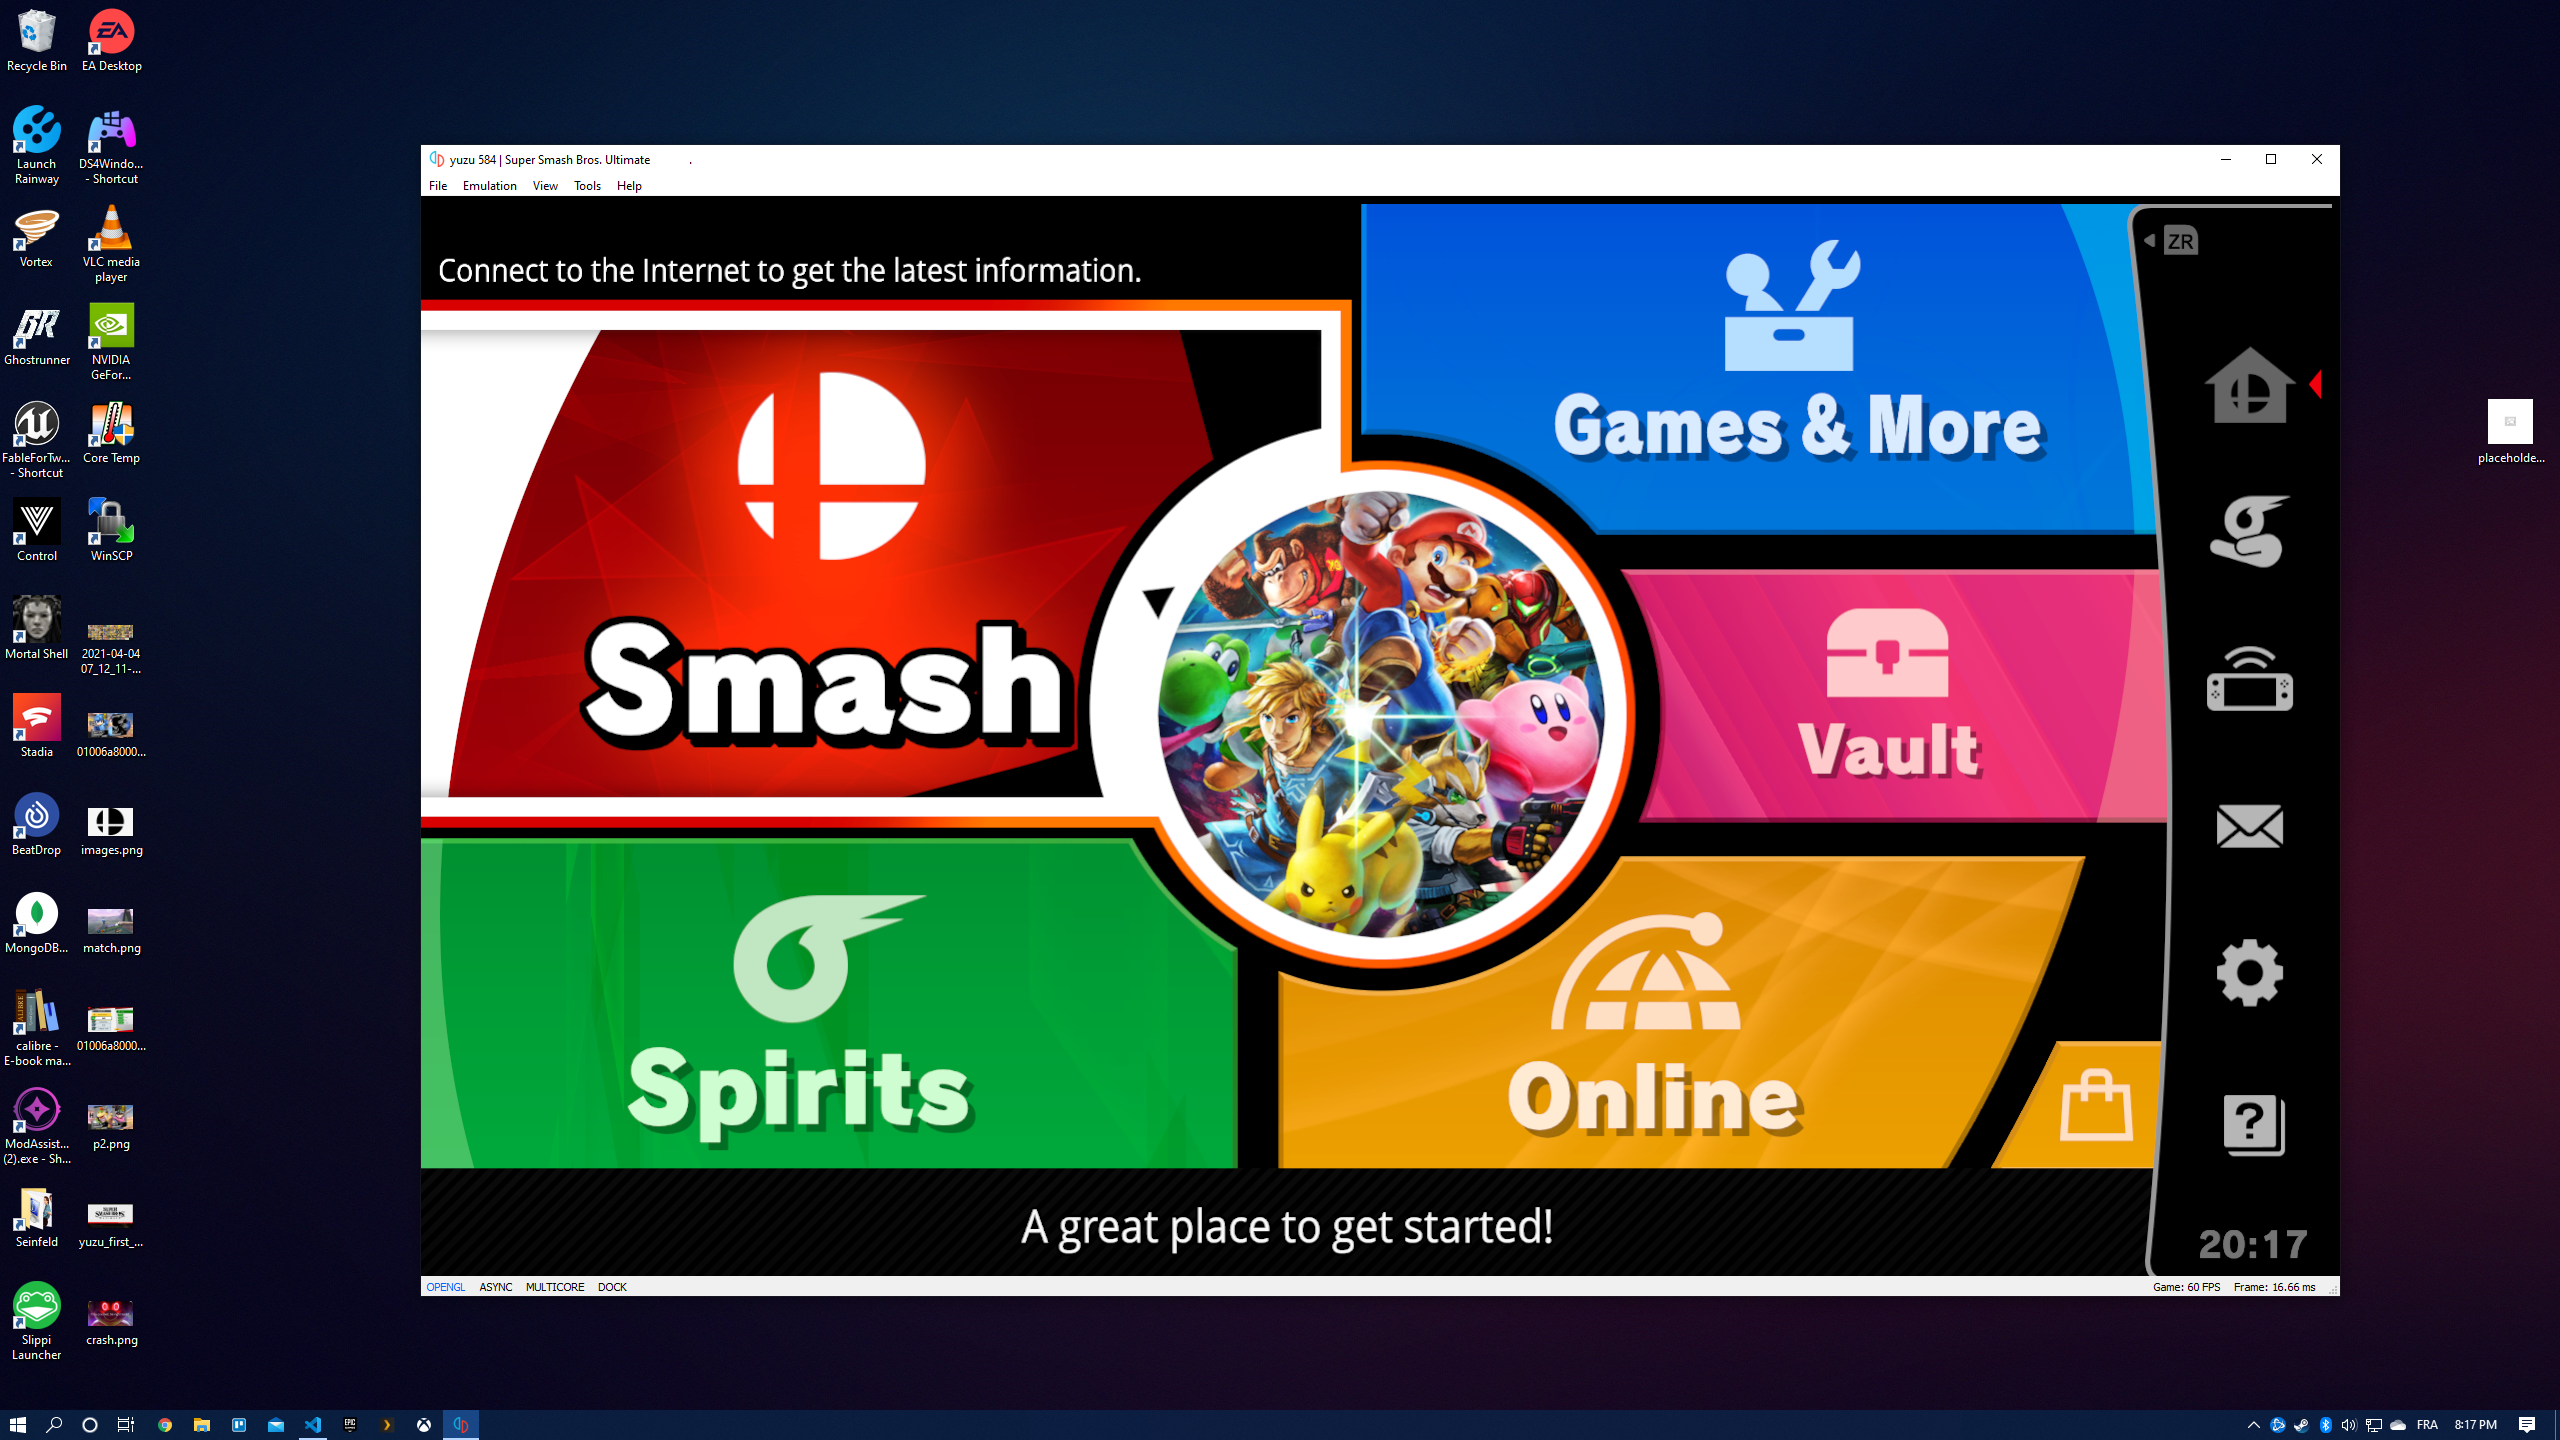 Recycle Bin
EA Desktop
Launch
Rainway
DS4Windo...
- Shortcut
Vortex
VLC media
player
Ghostrunner
NVIDIA
GeFor...
FableForTw...
- Shortcut
Core Temp
Control
WinSCP
Mortal Shell
2021-04-04
07_12_11-...
Stadia
01006a8000...
BeatDrop
images.png
MongoDB...
match.png
calibre -
E-book ma...
01006a8000...
ModAssist...
(2).exe - Sh...
p2.png
Seinfeld
yuzu_first_...
Slippi
Launcher
crash.png
yuzu 584 | Super Smash Bros. Ultimate
File Emulation View Tools Help
Connect to the Internet to get the latest information.
ZR
Games & More
Smash
Vault
Spirits
Online
A great place to get started!
20:17
OPENGL ASYNC MULTICORE DOCK
Game: 60 FPS Frame: 16.66 ms
placeholde...
EPIC
FRA
8:17 PM